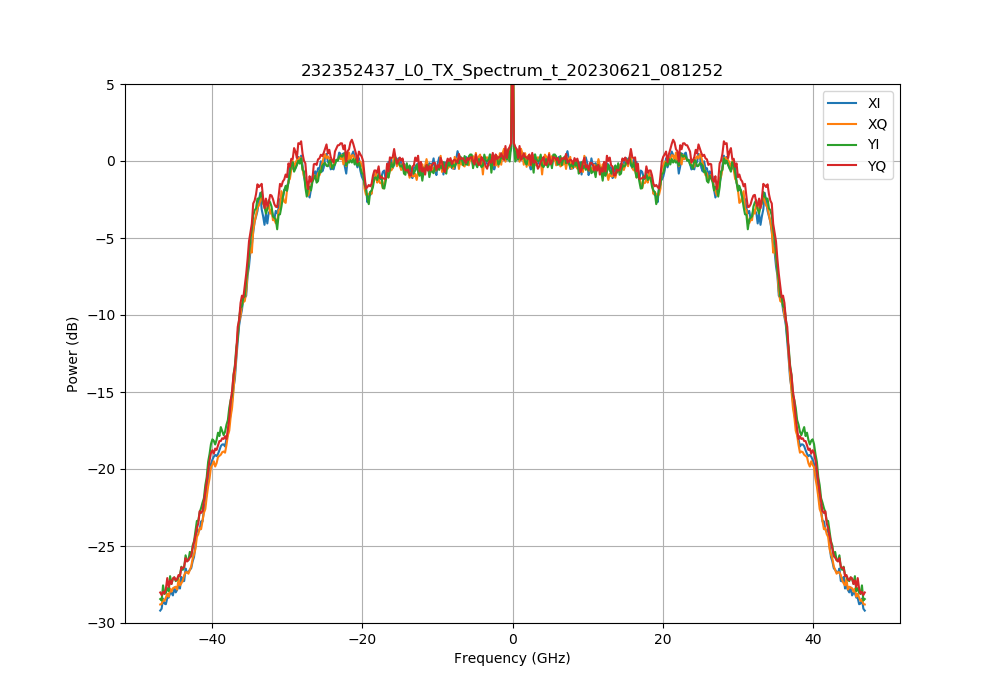 232352437_L0_TX_Spectrum_t_20230621_081252
5
0
−5
−10
−15
−20
−25
−30
Power (dB)
XI
XQ
YI
YQ
−40
−20
0
20
40
Frequency (GHz)